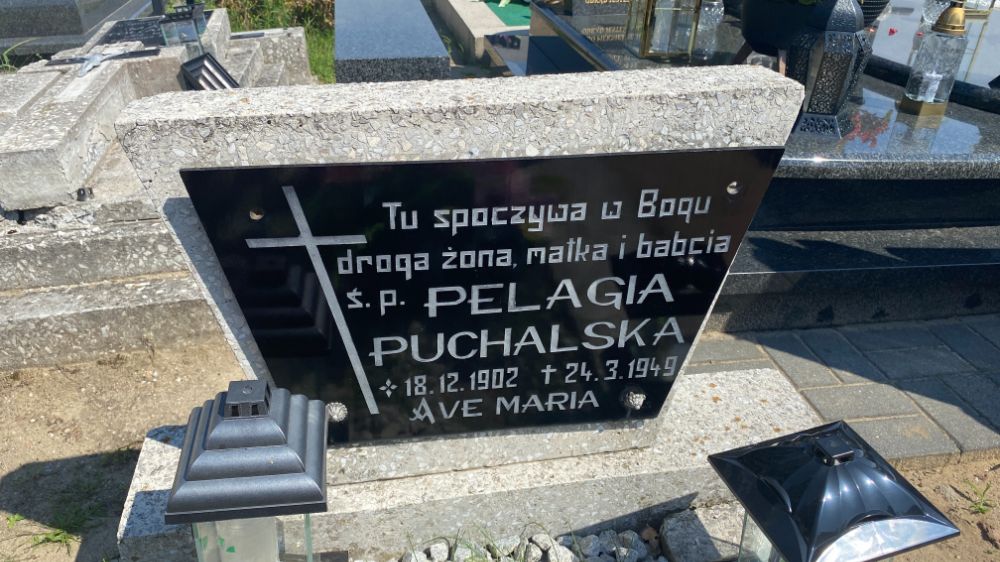 Tu spoczywa w Bogu
droga żona, matka i babcia
ś. p. PELAGIA
PUCHALSKA
18.12.1902 † 24.3.1949
AVE MARIA